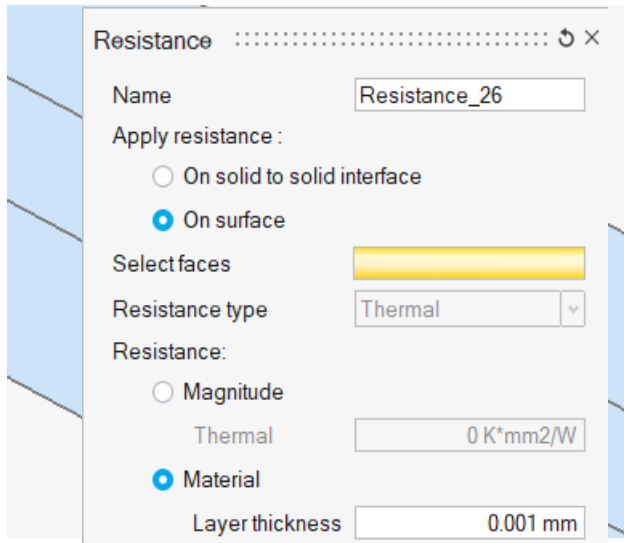 Resistance
Name Resistance_26
Apply resistance :
On solid to solid interface
On surface
Select faces
Resistance type Thermal
Resistance:
Magnitude
Thermal 0 K*mm2/W
Material
Layer thickness 0.001 mm